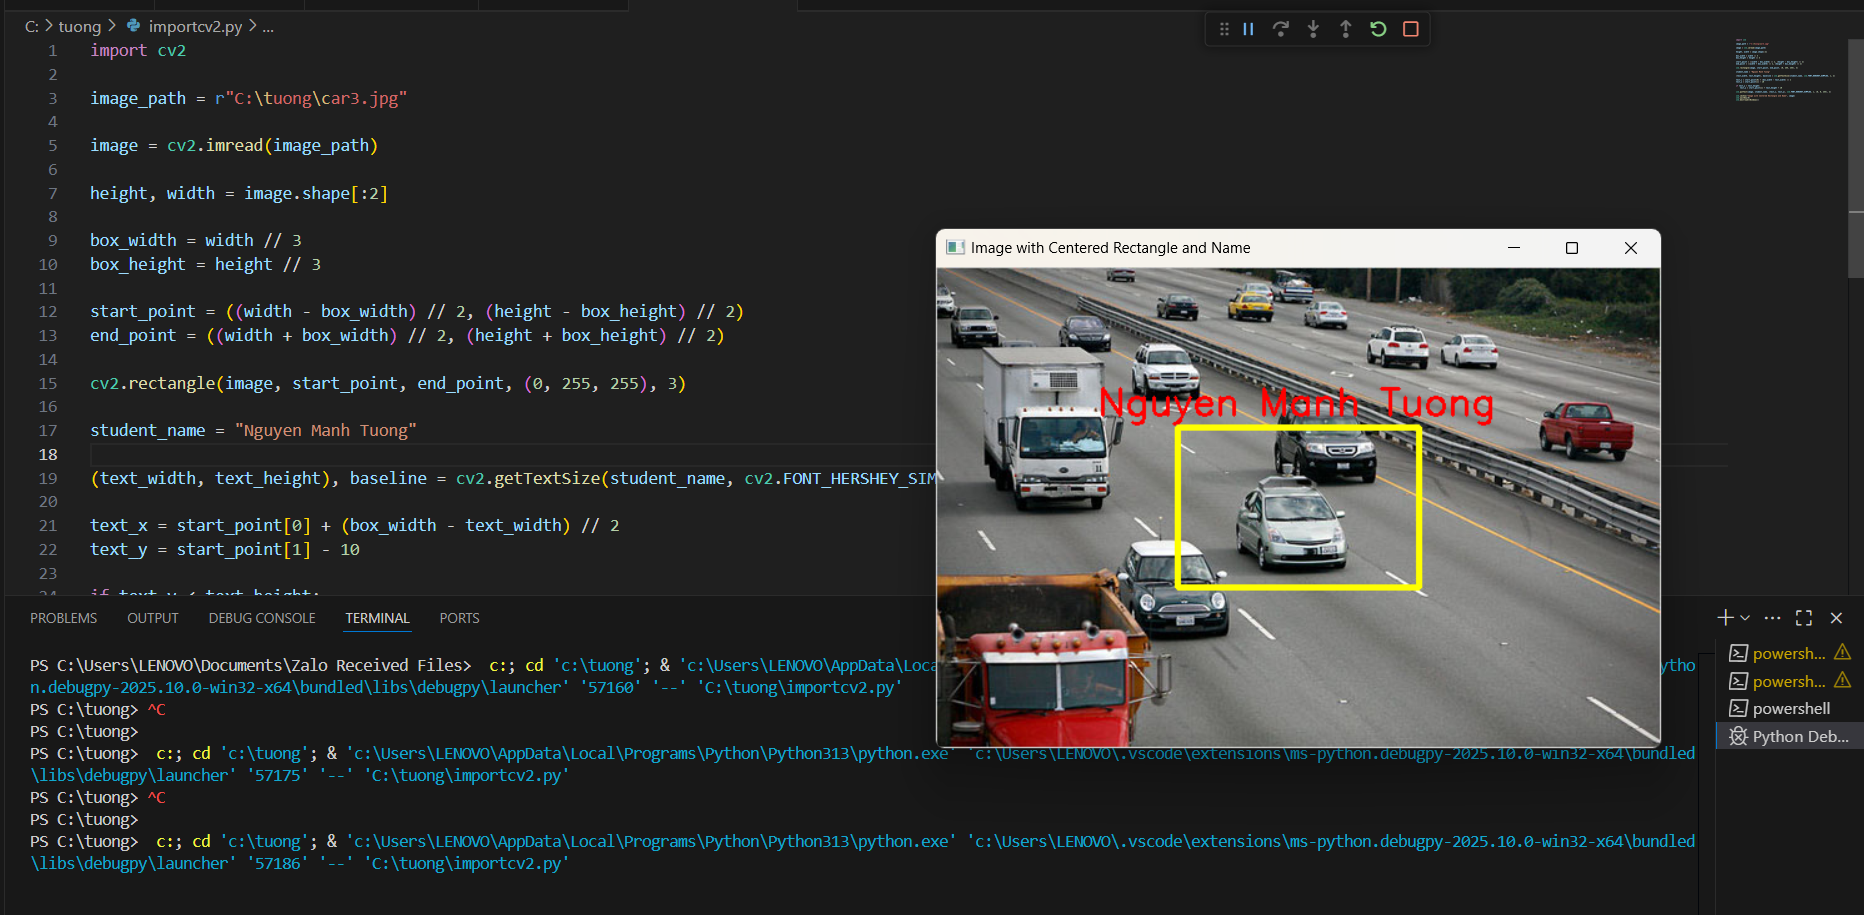 C: > tuong > importcv2.py > ...
1 import cv2
2
3 image_path = r"C:\tuong\car3.jpg"
4
5 image = cv2.imread(image_path)
6
7 height, width = image.shape[:2]
8
9 box_width = width // 3
10 box_height = height // 3
11
12 start_point = ((width - box_width) // 2, (height - box_height) // 2)
13 end_point = ((width + box_width) // 2, (height + box_height) // 2)
14
15 cv2.rectangle(image, start_point, end_point, (0, 255, 255), 3)
16
17 student_name = "Nguyen Manh Tuong"
18
19 (text_width, text_height), baseline = cv2.getTextSize(student_name, cv2.FONT_HERSHEY_SIM
20
21 text_x = start_point[0] + (box_width - text_width) // 2
22 text_y = start_point[1] - 10
23
24 if text_y < text_height:
Image with Centered Rectangle and Name
Nguyen Manh Tuong
PROBLEMS OUTPUT DEBUG CONSOLE TERMINAL PORTS
PS C:\Users\LENOVO\Documents\Zalo Received Files>  c:; cd 'c:\tuong'; & 'c:\Users\LENOVO\AppData\Loca ytho
n.debugpy-2025.10.0-win32-x64\bundled\libs\debugpy\launcher' '57160' '--' 'C:\tuong\importcv2.py'
PS C:\tuong> ^C
PS C:\tuong>
PS C:\tuong>  c:; cd 'c:\tuong'; & 'c:\Users\LENOVO\AppData\Local\Programs\Python\Python313\python.exe' 'c:\Users\LENOVO\.vscode\extensions\ms-python.debugpy-2025.10.0-win32-x64\bundled
\libs\debugpy\launcher' '57175' '--' 'C:\tuong\importcv2.py'
PS C:\tuong> ^C
PS C:\tuong>
PS C:\tuong>  c:; cd 'c:\tuong'; & 'c:\Users\LENOVO\AppData\Local\Programs\Python\Python313\python.exe' 'c:\Users\LENOVO\.vscode\extensions\ms-python.debugpy-2025.10.0-win32-x64\bundled
\libs\debugpy\launcher' '57186' '--' 'C:\tuong\importcv2.py'
powersh...
powersh...
powershell
Python Deb...